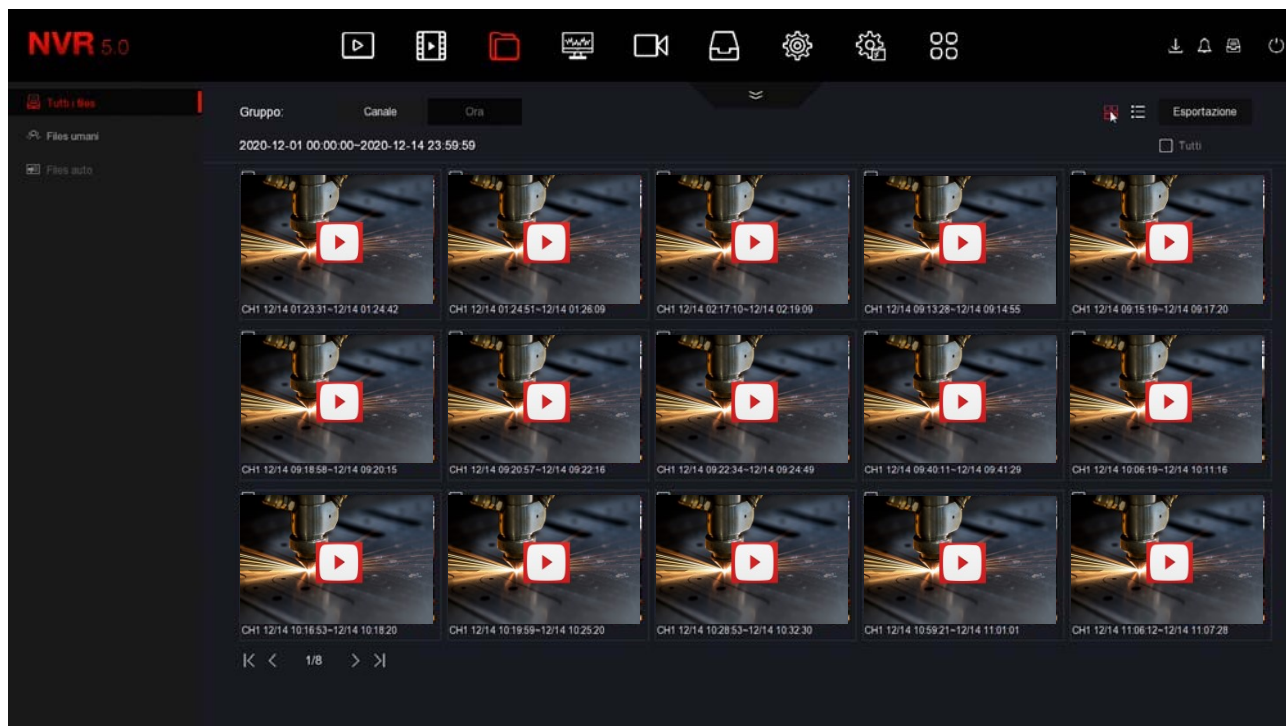 NVR 5.0
Tutti i files
Files umani
Files auto
Gruppo:
Canale
Ora
Esportazione
2020-12-01 00:00:00~2020-12-14 23:59:59
Tutti
CH1 12/14 01:23:31~12/14 01:24:42
CH1 12/14 01:24:51~12/14 01:26:09
CH1 12/14 02:17:10~12/14 02:19:09
CH1 12/14 09:13:28~12/14 09:14:55
CH1 12/14 09:15:19~12/14 09:17:20
CH1 12/14 09:18:58~12/14 09:20:15
CH1 12/14 09:20:57~12/14 09:22:16
CH1 12/14 09:22:34~12/14 09:24:49
CH1 12/14 09:40:11~12/14 09:41:29
CH1 12/14 10:06:19~12/14 10:11:16
CH1 12/14 10:16:53~12/14 10:18:20
CH1 12/14 10:19:59~12/14 10:25:20
CH1 12/14 10:28:53~12/14 10:32:30
CH1 12/14 10:59:21~12/14 11:01:01
CH1 12/14 11:06:12~12/14 11:07:28
1/8